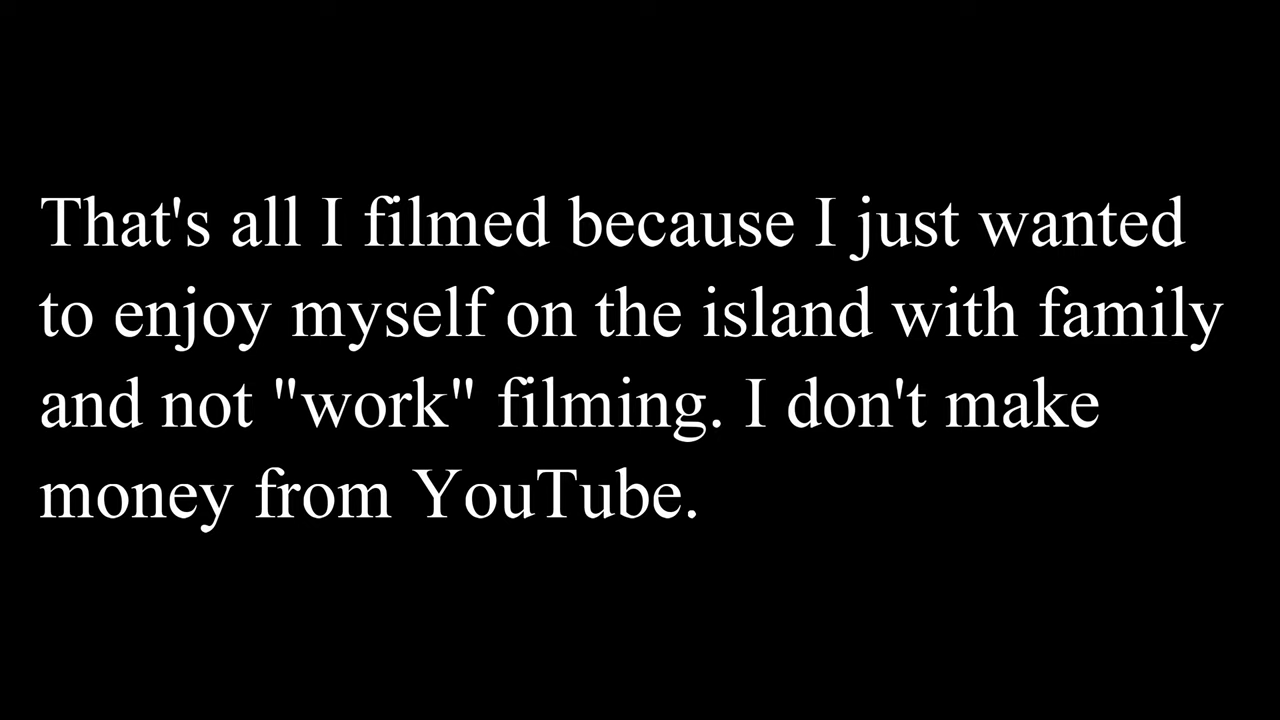 That's all I filmed because I just wanted
to enjoy myself on the island with family
and not "work" filming. I don't make
money from YouTube.